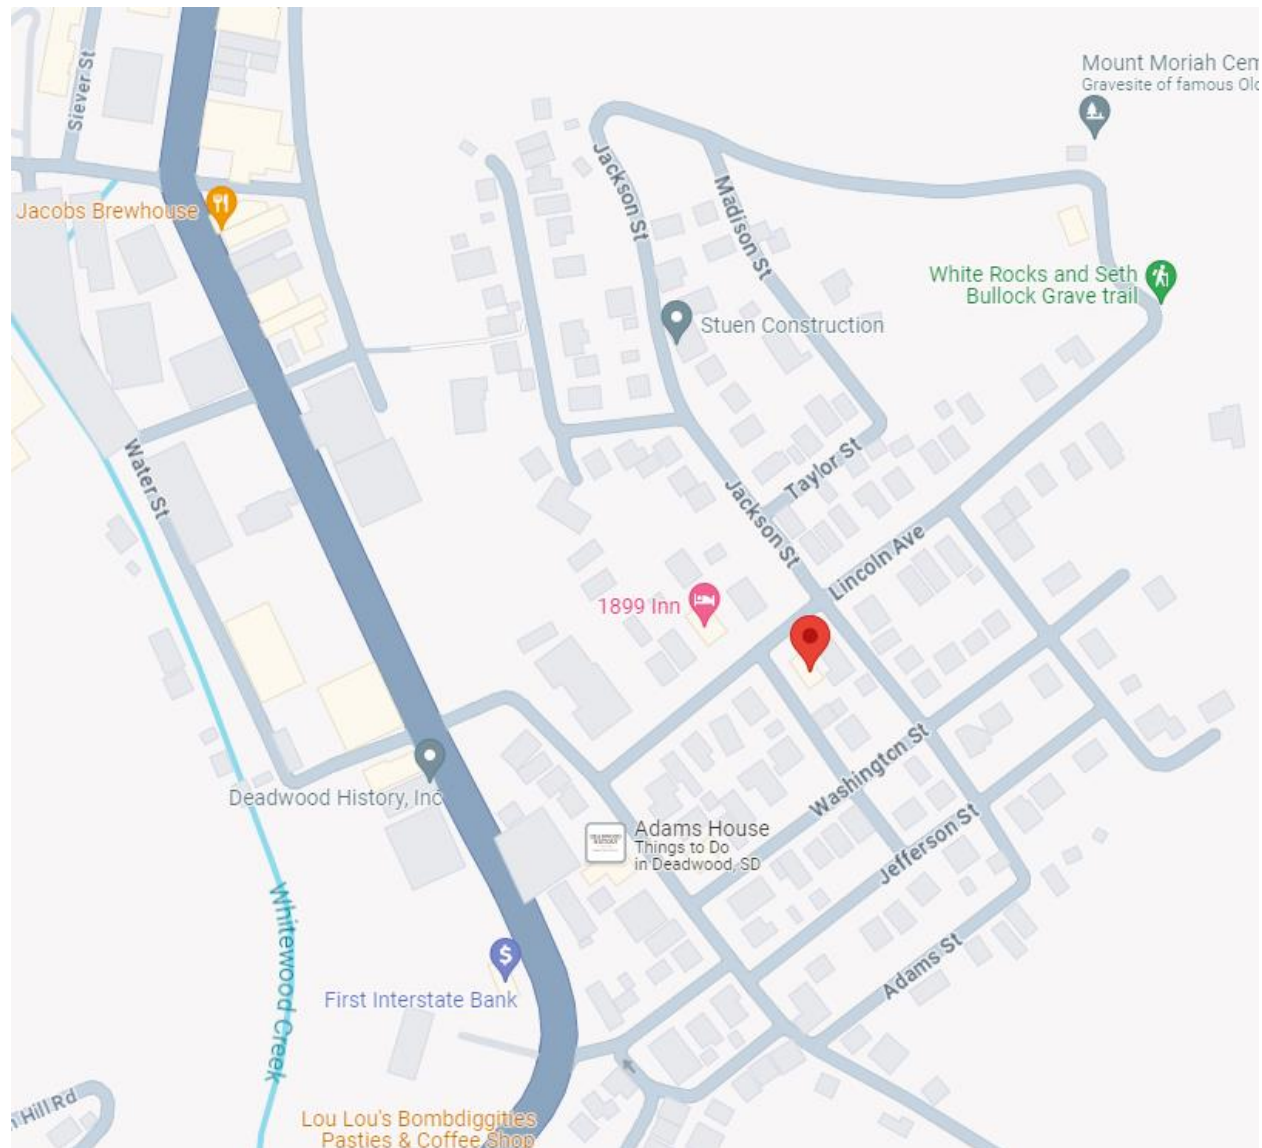 Siever St
Mount Moriah Cem
Gravesite of famous Old
Jackson St
Madison St
Jacobs Brewhouse
White Rocks and Seth
Bullock Grave trail
Stuen Construction
Water St
Taylor St
Jackson St
Lincoln Ave
1899 Inn
Washington St
Deadwood History, Inc
Adams House
Things to Do
in Deadwood, SD
Jefferson St
Whitewood Creek
Adams St
$
First Interstate Bank
n Hill Rd
Lou Lou's Bombdiggities
Pasties & Coffee Shop